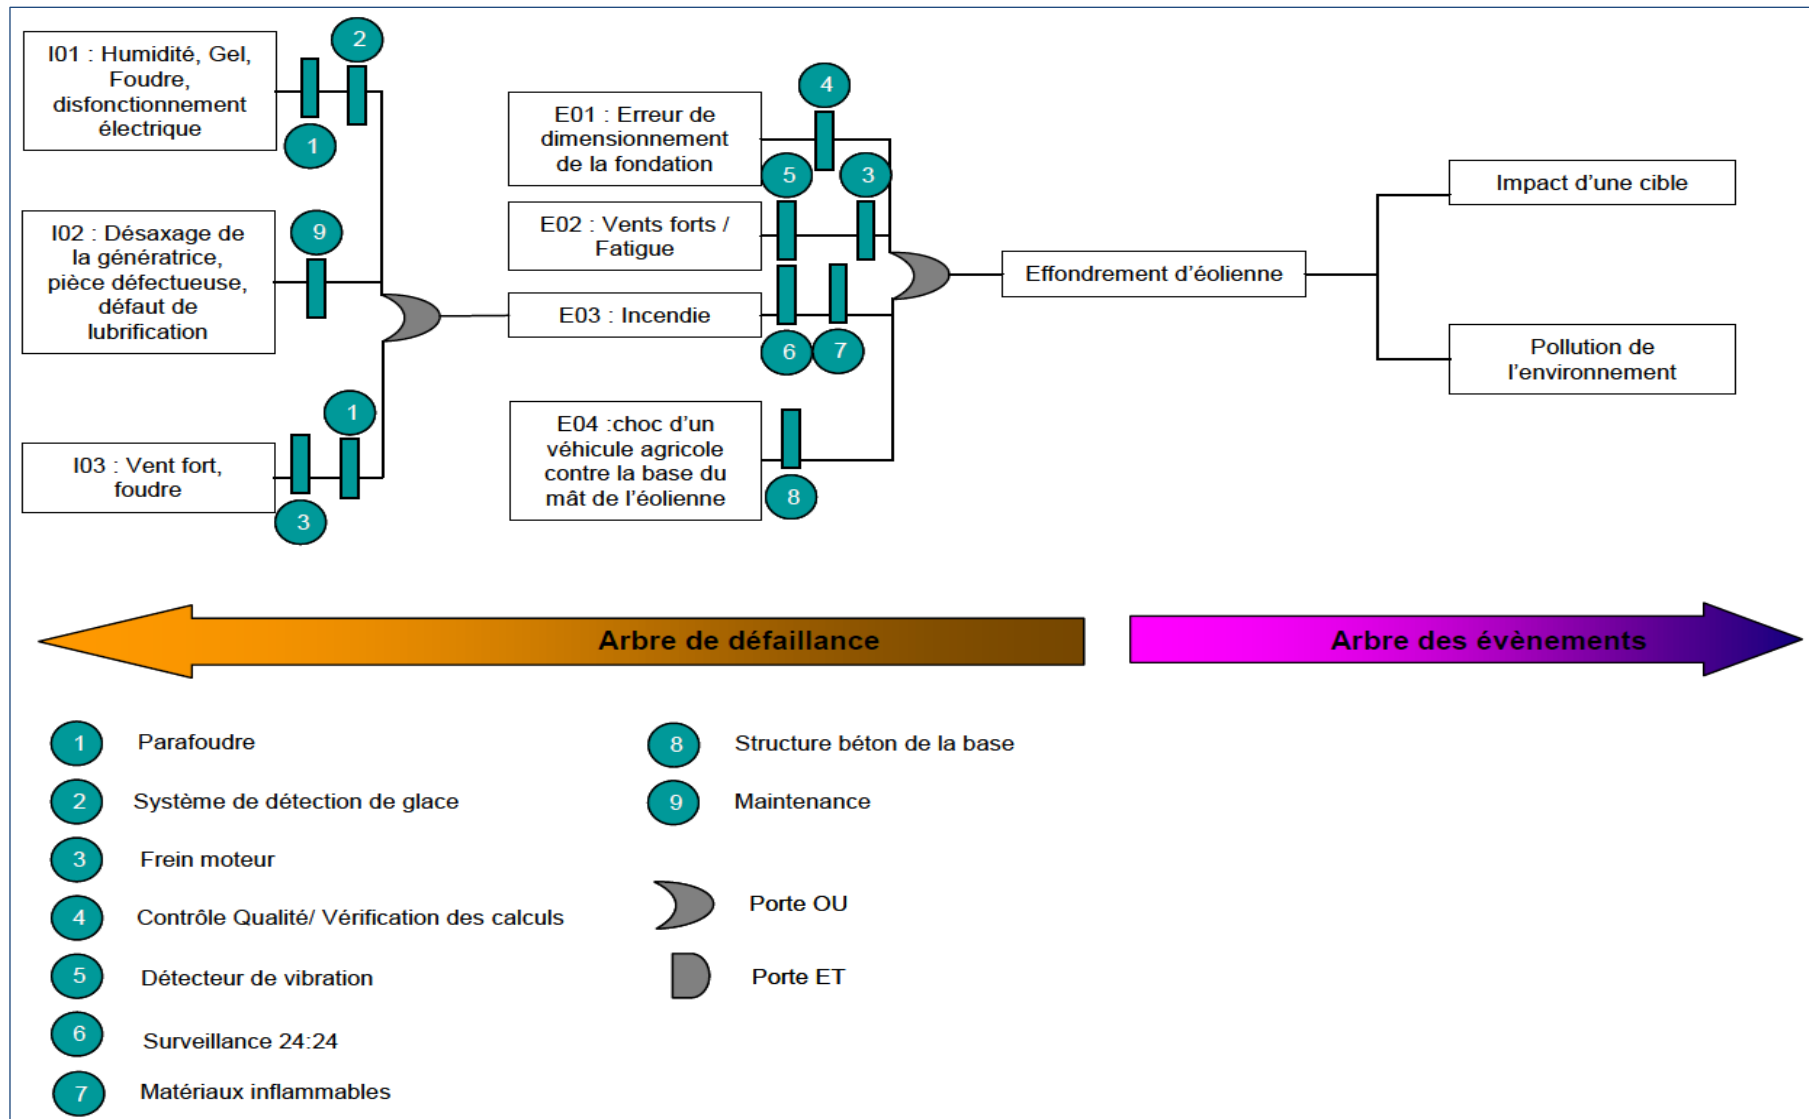 I01 : Humidité, Gel,
Foudre,
disfonctionnement
électrique
2
1
I02 : Désaxage de
la génératrice,
pièce défectueuse,
défaut de
lubrification
9
I03 : Vent fort,
foudre
1
3
E01 : Erreur de
dimensionnement
de la fondation
4
E02 : Vents forts /
Fatigue
5
3
E03 : Incendie
6
7
E04 :choc d'un
véhicule agricole
contre la base du
mât de l'éolienne
8
Effondrement d'éolienne
Impact d'une cible
Pollution de
l'environnement
Arbre de défaillance
Arbre des évènements
1 Parafoudre
2 Système de détection de glace
3 Frein moteur
4 Contrôle Qualité/ Vérification des calculs
5 Détecteur de vibration
6 Surveillance 24:24
7 Matériaux inflammables
8 Structure béton de la base
9 Maintenance
Porte OU
Porte ET